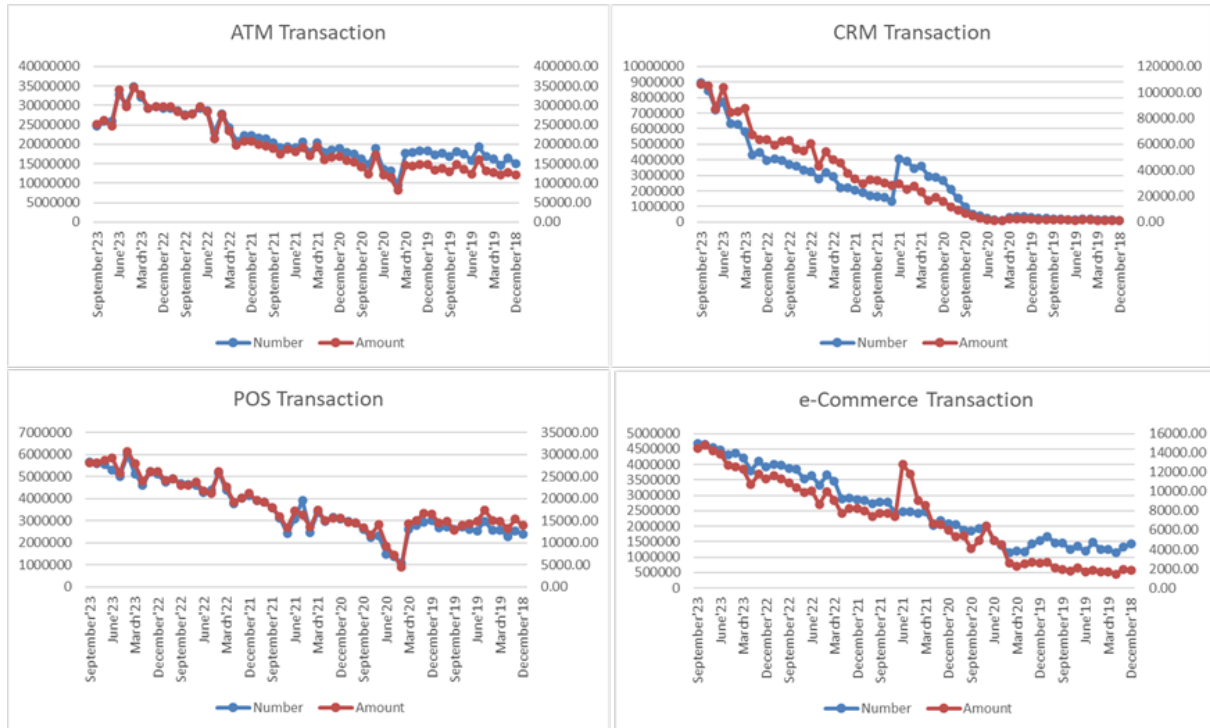 ATM Transaction
40000000
35000000
30000000
25000000
20000000
15000000
10000000
5000000
0
400000.00
350000.00
300000.00
250000.00
200000.00
150000.00
100000.00
50000.00
0.00
September'23
June'23
March'23
December'22
September'22
June'22
March'22
December'21
September'21
June'21
March'21
December'20
September'20
June'20
March'20
December'19
September'19
June'19
March'19
December'18
Number
Amount
CRM Transaction
10000000
9000000
8000000
7000000
6000000
5000000
4000000
3000000
2000000
1000000
0
120000.00
100000.00
80000.00
60000.00
40000.00
20000.00
0.00
September'23
June'23
March'23
December'22
September'22
June'22
March'22
December'21
September'21
June'21
March'21
December'20
September'20
June'20
March'20
December'19
September'19
June'19
March'19
December'18
Number
Amount
POS Transaction
7000000
6000000
5000000
4000000
3000000
2000000
1000000
0
35000.00
30000.00
25000.00
20000.00
15000.00
10000.00
5000.00
0.00
September'23
June'23
March'23
December'22
September'22
June'22
March'22
December'21
September'21
June'21
March'21
December'20
September'20
June'20
March'20
December'19
September'19
June'19
March'19
December'18
Number
Amount
e-Commerce Transaction
5000000
4500000
4000000
3500000
3000000
2500000
2000000
1500000
1000000
500000
0
16000.00
14000.00
12000.00
10000.00
8000.00
6000.00
4000.00
2000.00
0.00
September'23
June'23
March'23
December'22
September'22
June'22
March'22
December'21
September'21
June'21
March'21
December'20
September'20
June'20
March'20
December'19
September'19
June'19
March'19
December'18
Number
Amount